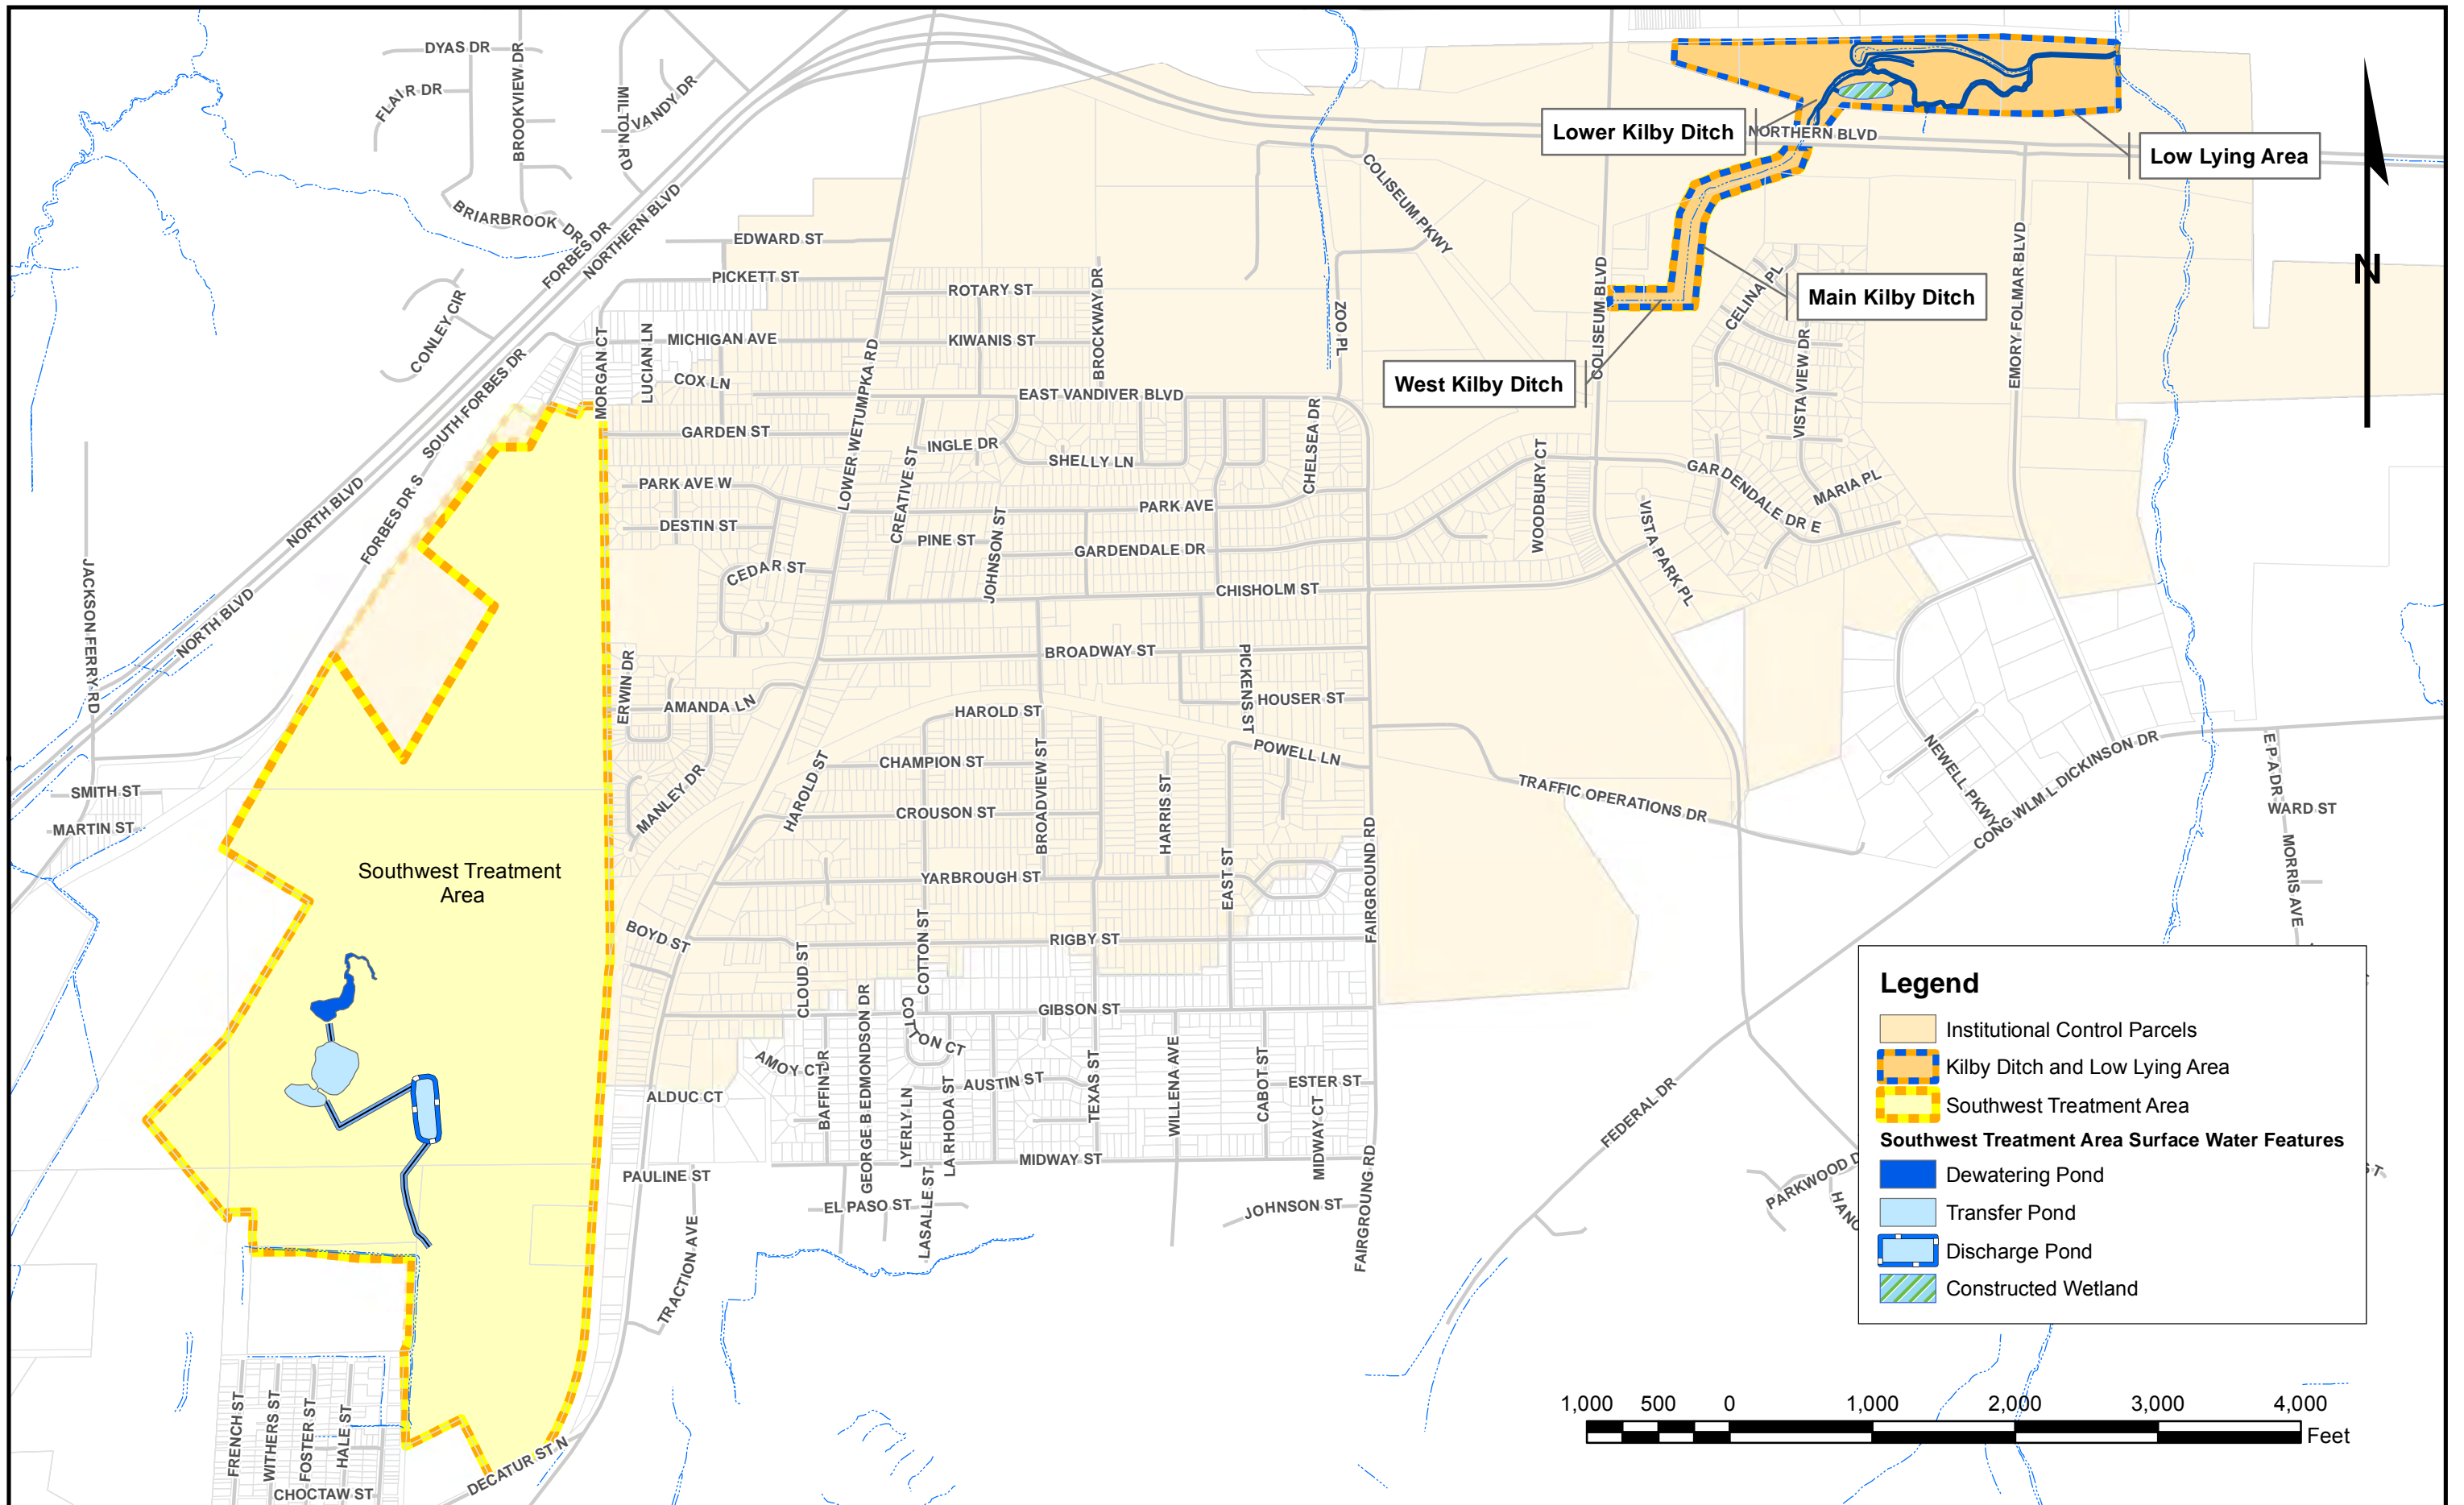 DYAS DR
FLAIR DR
BROOKVIEW DR
MILTON RD
VANDY DR
BRIARBROOK DR
FORBES DR
NORTHERN BLVD
CONLEY CIR
SOUTH FORBES DR
EDWARD ST
PICKETT ST
ROTARY ST
BROCKWAY DR
MORGAN CT
LUCIAN LN
MICHIGAN AVE
KIWANIS ST
COX LN
LOWER WETUMPKA RD
EAST VANDIVER BLVD
ZOO PL
COLISEUM PKWY
COLISEUM BLVD
Lower Kilby Ditch
NORTHERN BLVD
Low Lying Area
Main Kilby Ditch
West Kilby Ditch
CELINA PL
VISTA VIEW DR
EMORY FOLMAR BLVD
N
GARDEN ST
INGLE DR
SHELLY LN
CHELSEA DR
CREATIVE ST
PARK AVE W
PARK AVE
DESTIN ST
PINE ST
JOHNSON ST
GARDENDALE DR
WOODBURY CT
GARDENDALE DR E
MARIA PL
VISTA PARK PL
CEDAR ST
CHISHOLM ST
NORTH BLVD
FORBES DR S
JACKSON FERRY RD
NORTH BLVD
BROADWAY ST
PICKENS ST
HOUSER ST
ERWIN DR
AMANDA LN
HAROLD ST
POWELL LN
CHAMPION ST
BROADVIEW ST
HARRIS ST
MANLEY DR
HAROLD ST
CROUSON ST
TRAFFIC OPERATIONS DR
NEWELL PKWY
CONG WLM L DICKINSON DR
E P A DR
WARD ST
MORRIS AVE
SMITH ST
MARTIN ST
Southwest Treatment
Area
YARBROUGH ST
EAST ST
FAIRGROUND RD
BOYD ST
CLOUD ST
COTTON ST
RIGBY ST
GIBSON ST
GEORGE B EDMONDSON DR
COTTON CT
AMOY CT
BAFFIN DR
AUSTIN ST
LYERLY LN
LA RHODA ST
TEXAS ST
WILLENA AVE
CABOT ST
ESTER ST
MIDWAY CT
ALDUC CT
MIDWAY ST
PAULINE ST
EL PASO ST
LASALLE ST
JOHNSON ST
FAIRGROUNG RD
TRACTION AVE
FEDERAL DR
PARKWOOD D
HANC
ST
FRENCH ST
WITHERS ST
FOSTER ST
HALE ST
CHOCTAW ST
DECATUR ST N
Legend
Institutional Control Parcels
Kilby Ditch and Low Lying Area
Southwest Treatment Area
Southwest Treatment Area Surface Water Features
Dewatering Pond
Transfer Pond
Discharge Pond
Constructed Wetland
1,000 500 0 1,000 2,000 3,000 4,000
Feet